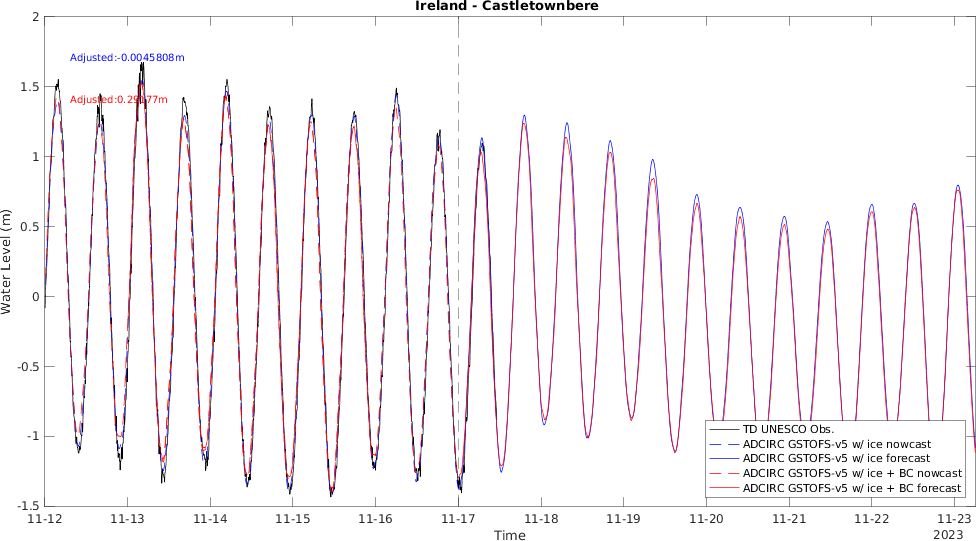 Ireland - Castletownbere
2
1.5
1
0.5
0
-0.5
-1
-1.5
Water Level (m)
Adjusted:-0.0045808m
TD UNESCO Obs.
ADCIRC GSTOFS-v5 w/ ice nowcast
ADCIRC GSTOFS-v5 w/ ice forecast
ADCIRC GSTOFS-v5 w/ ice + BC nowcast
ADCIRC GSTOFS-v5 w/ ice + BC forecast
11-12 11-13 11-14 11-15 11-16 11-17 11-18 11-19 11-20 11-21 11-22 11-23
Time
2023